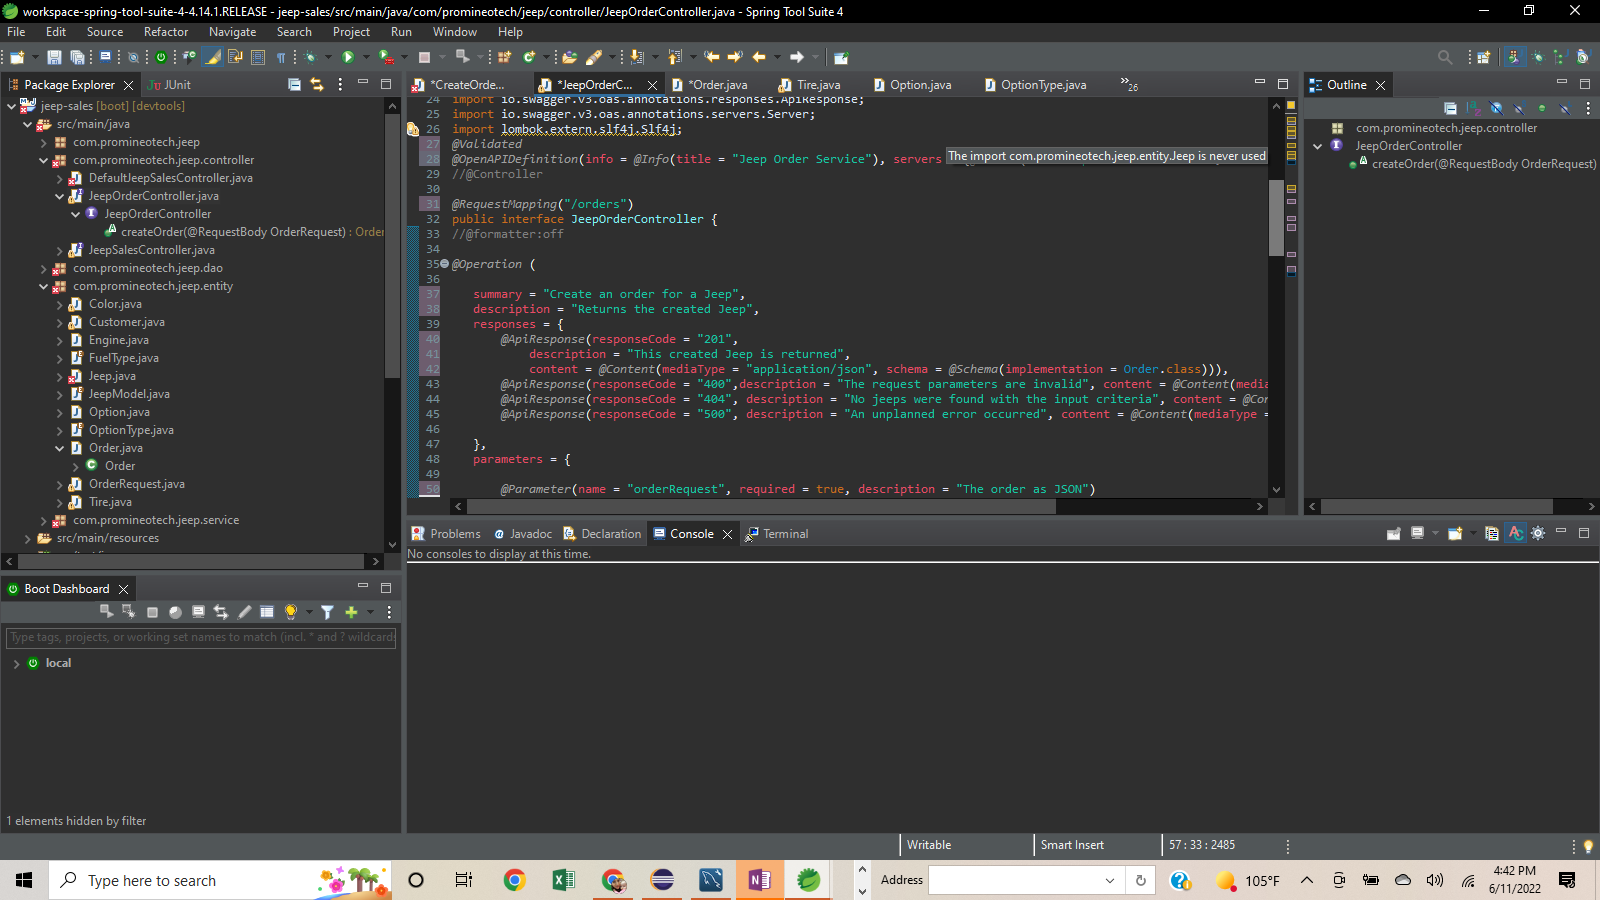 workspace-spring-tool-suite-4-4.14.1.RELEASE - jeep-sales/src/main/java/com/promineotech/jeep/controller/JeepOrderController.java - Spring Tool Suite 4
File Edit Source Refactor Navigate Search Project Run Window Help
Package Explorer
JUnit
jeep-sales [boot] [devtools]
src/main/java
com.promineotech.jeep
com.promineotech.jeep.controller
DefaultJeepSalesController.java
JeepOrderController.java
JeepOrderController
createOrder(@RequestBody OrderRequest) : Order
JeepSalesController.java
com.promineotech.jeep.dao
com.promineotech.jeep.entity
Color.java
Customer.java
Engine.java
FuelType.java
Jeep.java
JeepModel.java
Option.java
OptionType.java
Order.java
Order
OrderRequest.java
Tire.java
com.promineotech.jeep.service
src/main/resources
*CreateOrde...
*JeepOrderC...
*Order.java
Tire.java
Option.java
OptionType.java
»26
24 import io.swagger.v3.oas.annotations.responses.ApiResponse;
25 import io.swagger.v3.oas.annotations.servers.Server;
26 import lombok.extern.slf4j.Slf4j;
27 @Validated
28 @OpenAPIDefinition(info = @Info(title = "Jeep Order Service"), servers
The import com.promineotech.jeep.entity.Jeep is never used
29 //@Controller
30
31 @RequestMapping("/orders")
32 public interface JeepOrderController {
33 //@formatter:off
34
35 @Operation (
36
37 summary = "Create an order for a Jeep",
38 description = "Returns the created Jeep",
39 responses = {
40 @ApiResponse(responseCode = "201",
41 description = "This created Jeep is returned",
42 content = @Content(mediaType = "application/json", schema = @Schema(implementation = Order.class))),
43 @ApiResponse(responseCode = "400",description = "The request parameters are invalid", content = @Content(media
44 @ApiResponse(responseCode = "404", description = "No jeeps were found with the input criteria", content = @Con
45 @ApiResponse(responseCode = "500", description = "An unplanned error occurred", content = @Content(mediaType =
46
47 },
48 parameters = {
49
50 @Parameter(name = "orderRequest", required = true, description = "The order as JSON")
Outline
com.promineotech.jeep.controller
JeepOrderController
createOrder(@RequestBody OrderRequest)
Problems
Javadoc
Declaration
Console
Terminal
No consoles to display at this time.
Boot Dashboard
Type tags, projects, or working set names to match (incl. * and ? wildcards
local
1 elements hidden by filter
Writable
Smart Insert
57 : 33 : 2485
Type here to search
Address
105°F
4:42 PM
6/11/2022